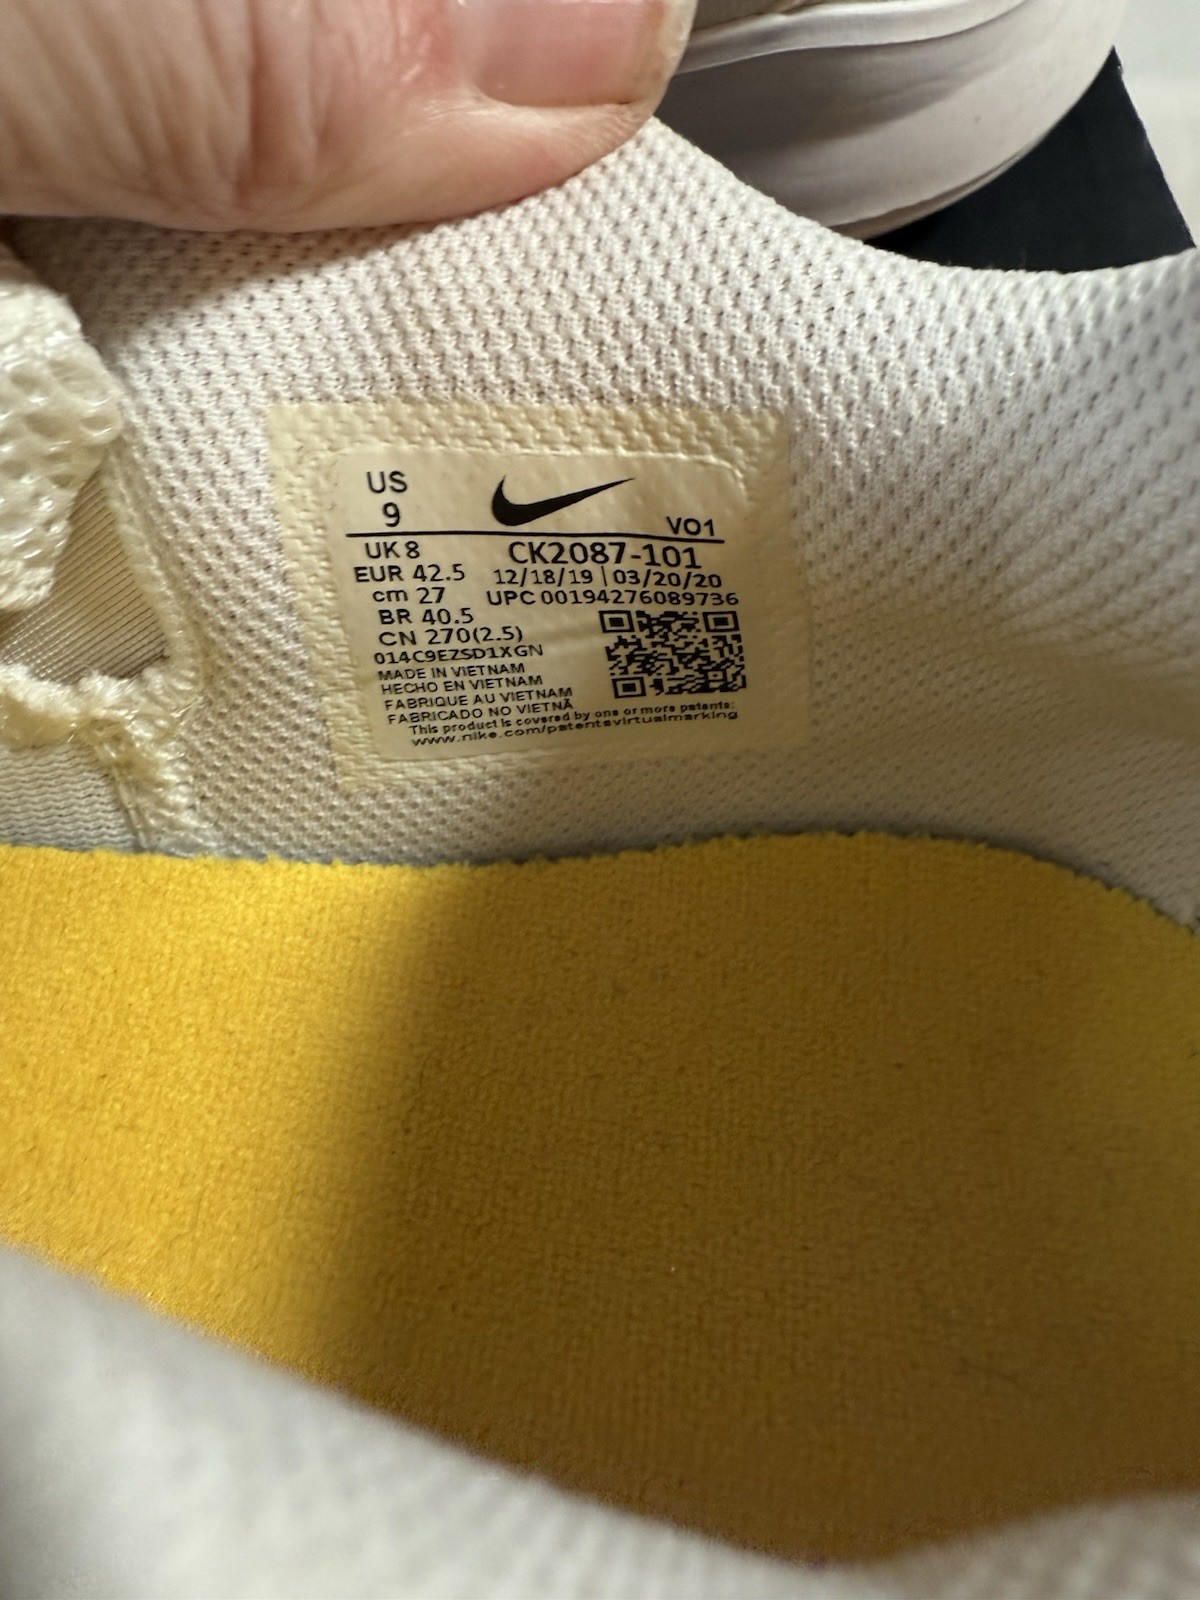 US
9
VO1
UK 8
CK2087-101
EUR 42.5
12/18/19 | 03/20/20
cm 27
UPC 00194276089736
BR 40.5
CN 270(2.5)
014C9EZSD1XGN
MADE IN VIETNAM
HECHO EN VIETNAM
FABRIQUE AU VIETNAM
FABRICADO NO VIETNÃ
This product is covered by one or more patents:
www.nike.com/patentsvirtualmarking